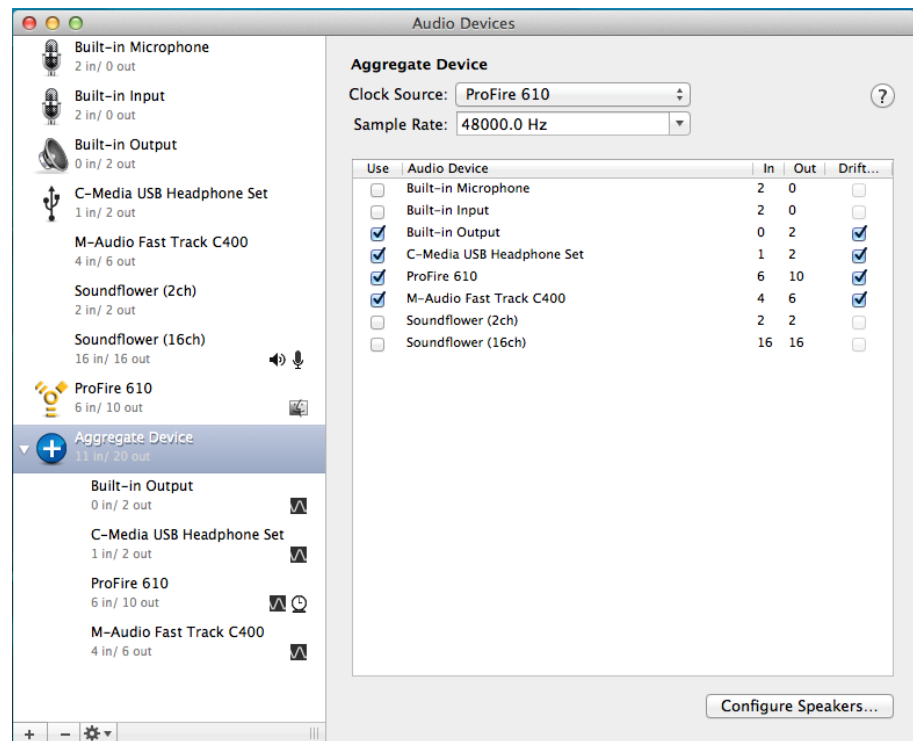 Audio Devices
Built-in Microphone
2 in/ 0 out
Built-in Input
2 in/ 0 out
Built-in Output
0 in/ 2 out
C-Media USB Headphone Set
1 in/ 2 out
M-Audio Fast Track C400
4 in/ 6 out
Soundflower (2ch)
2 in/ 2 out
Soundflower (16ch)
16 in/ 16 out
ProFire 610
6 in/ 10 out
Aggregate Device
11 in/ 20 out
Built-in Output
0 in/ 2 out
C-Media USB Headphone Set
1 in/ 2 out
ProFire 610
6 in/ 10 out
M-Audio Fast Track C400
4 in/ 6 out
Aggregate Device
Clock Source: ProFire 610
?
Sample Rate: 48000.0 Hz
Use Audio Device In Out Drift...
Built-in Microphone 2 0
Built-in Input 2 0
Built-in Output 0 2
C-Media USB Headphone Set 1 2
ProFire 610 6 10
M-Audio Fast Track C400 4 6
Soundflower (2ch) 2 2
Soundflower (16ch) 16 16
Configure Speakers...